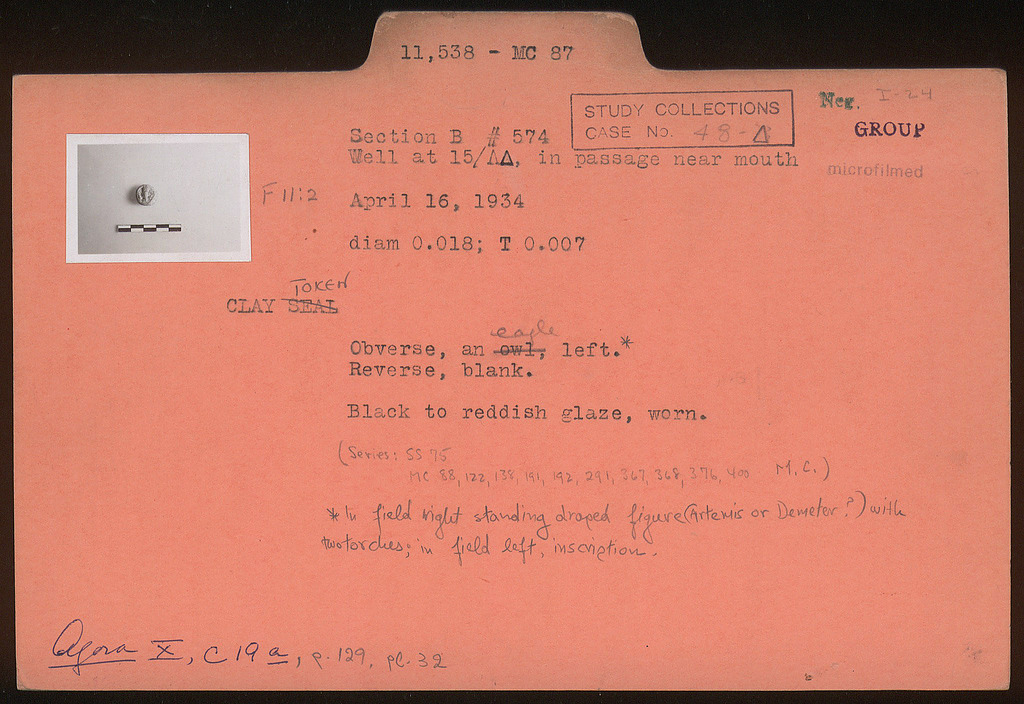 11,538 - MC 87
STUDY COLLECTIONS
CASE No. 48-
Neg. I-24
GROUP
microfilmed
Section B # 574
Well at 15/ΛΔ, in passage near mouth
F 11:2
April 16, 1934
diam 0.018; T 0.007
TOKEN
CLAY SEAL
eagle
Obverse, an owl, left.*
Reverse, blank.
Black to reddish glaze, worn.
(Series: SS 75
MC 88, 122, 138, 191, 192, 291, 367, 368, 376, 400 M.C.)
* In field right standing draped figure (Artemis or Demeter?) with
two torches; in field left, inscription.
Agora X, C 19 a, p. 129, pl. 32